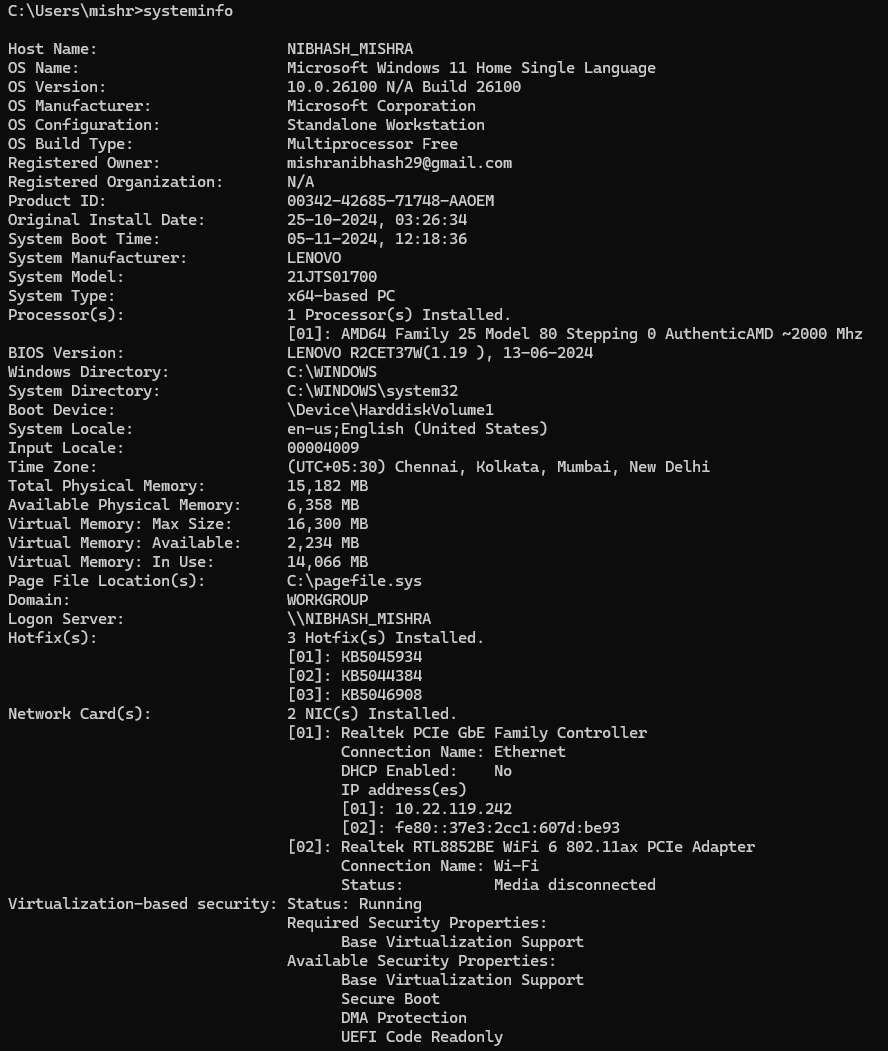 C:\Users\mishr>systeminfo
Host Name: NIBHASH_MISHRA
OS Name: Microsoft Windows 11 Home Single Language
OS Version: 10.0.26100 N/A Build 26100
OS Manufacturer: Microsoft Corporation
OS Configuration: Standalone Workstation
OS Build Type: Multiprocessor Free
Registered Owner: mishranibhash29@gmail.com
Registered Organization: N/A
Product ID: 00342-42685-71748-AAOEM
Original Install Date: 25-10-2024, 03:26:34
System Boot Time: 05-11-2024, 12:18:36
System Manufacturer: LENOVO
System Model: 21JTS01700
System Type: x64-based PC
Processor(s): 1 Processor(s) Installed.
[01]: AMD64 Family 25 Model 80 Stepping 0 AuthenticAMD ~2000 Mhz
BIOS Version: LENOVO R2CET37W(1.19 ), 13-06-2024
Windows Directory: C:\WINDOWS
System Directory: C:\WINDOWS\system32
Boot Device: \Device\HarddiskVolume1
System Locale: en-us;English (United States)
Input Locale: 00004009
Time Zone: (UTC+05:30) Chennai, Kolkata, Mumbai, New Delhi
Total Physical Memory: 15,182 MB
Available Physical Memory: 6,358 MB
Virtual Memory: Max Size: 16,300 MB
Virtual Memory: Available: 2,234 MB
Virtual Memory: In Use: 14,066 MB
Page File Location(s): C:\pagefile.sys
Domain: WORKGROUP
Logon Server: \\NIBHASH_MISHRA
Hotfix(s): 3 Hotfix(s) Installed.
[01]: KB5045934
[02]: KB5044384
[03]: KB5046908
Network Card(s): 2 NIC(s) Installed.
[01]: Realtek PCIe GbE Family Controller
Connection Name: Ethernet
DHCP Enabled: No
IP address(es)
[01]: 10.22.119.242
[02]: fe80::37e3:2cc1:607d:be93
[02]: Realtek RTL8852BE WiFi 6 802.11ax PCIe Adapter
Connection Name: Wi-Fi
Status: Media disconnected
Virtualization-based security: Status: Running
Required Security Properties:
Base Virtualization Support
Available Security Properties:
Base Virtualization Support
Secure Boot
DMA Protection
UEFI Code Readonly